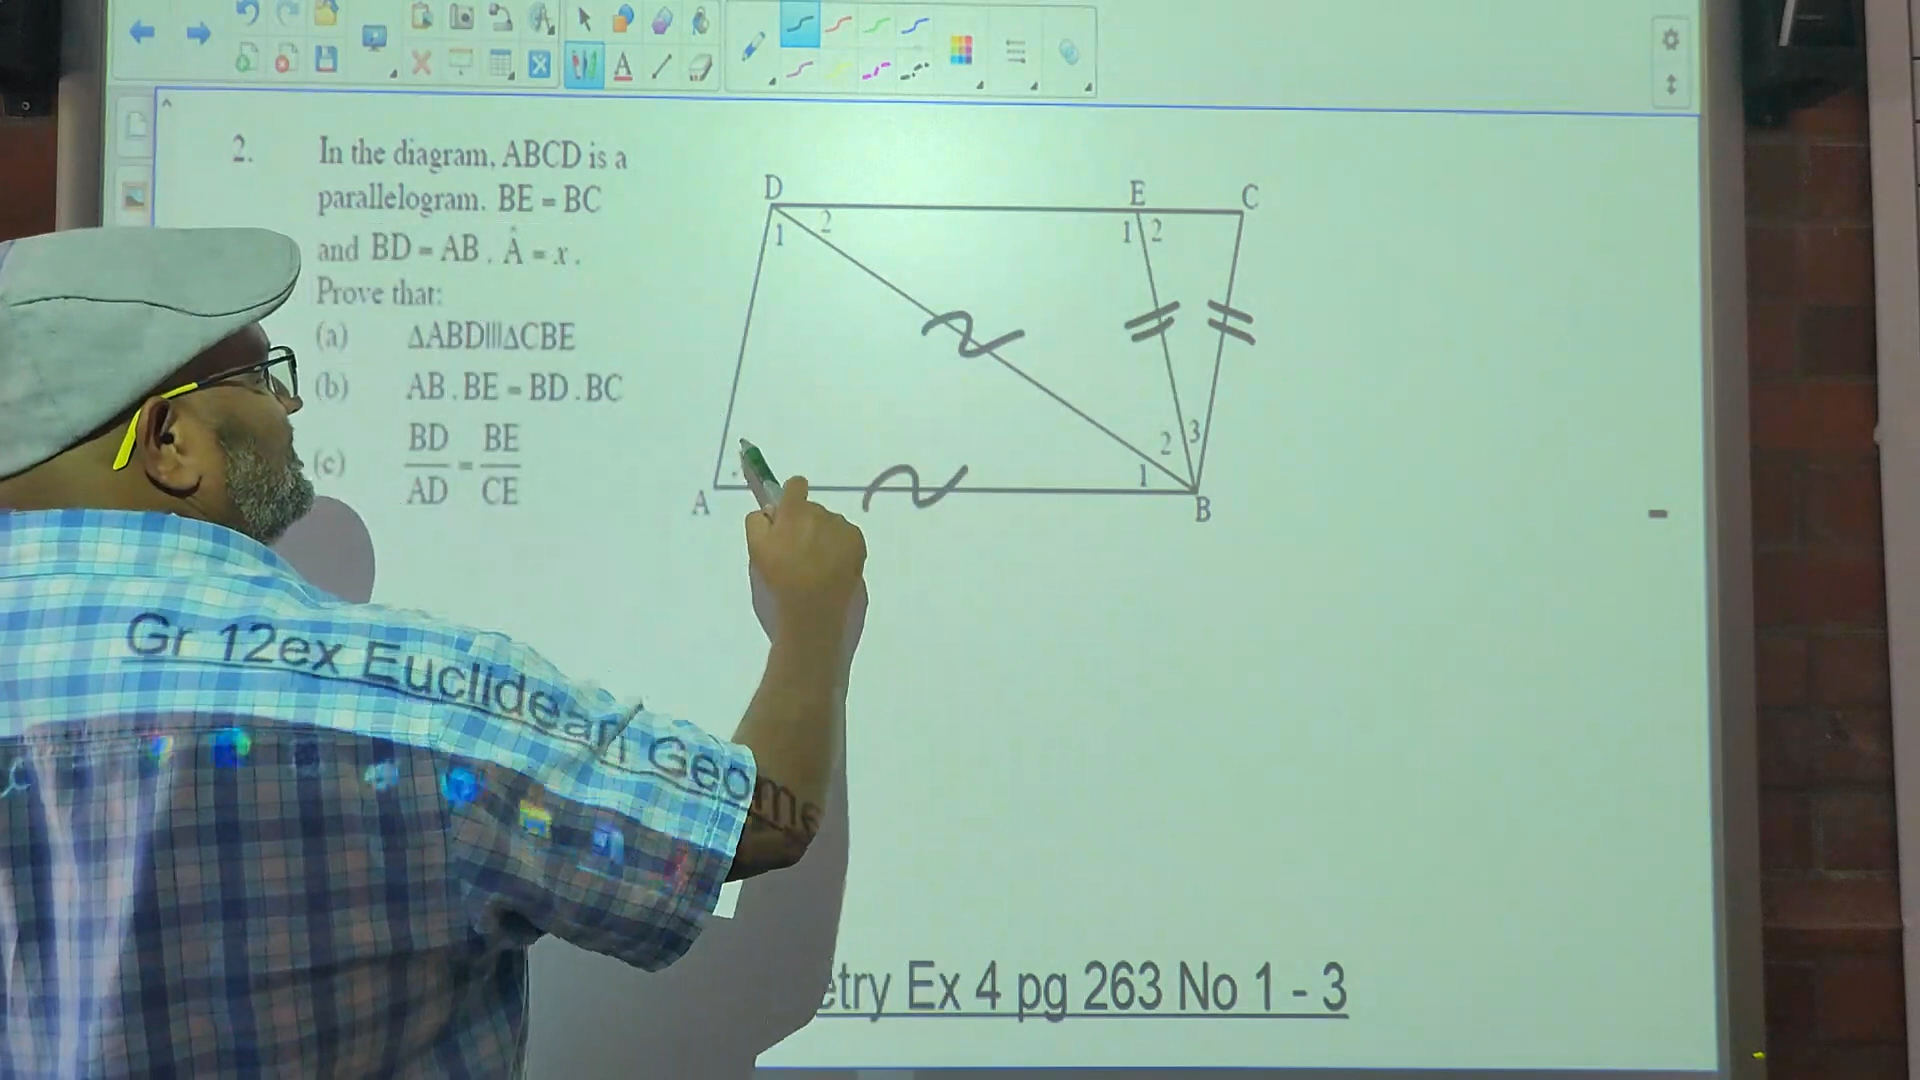 2. In the diagram, ABCD is a
parallelogram. BE = BC
and BD = AB. Â = x.
Prove that:
(a) ΔABD|||ΔCBE
(b) AB.BE = BD.BC
(c) BD/AD = BE/CE
D
E
C
1
2
1
2
2
3
1
A
B
Gr 12ex Euclidean Geome
etry Ex 4 pg 263 No 1 - 3